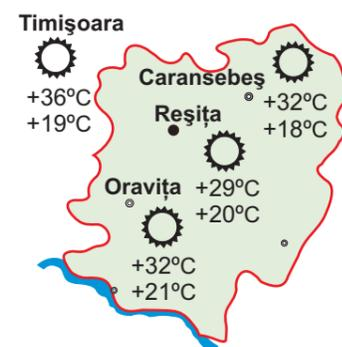 Timişoara
+36ºC
+19ºC
Caransebeş
+32ºC
+18ºC
Reşiţa
+29ºC
+20ºC
Oraviţa
+32ºC
+21ºC